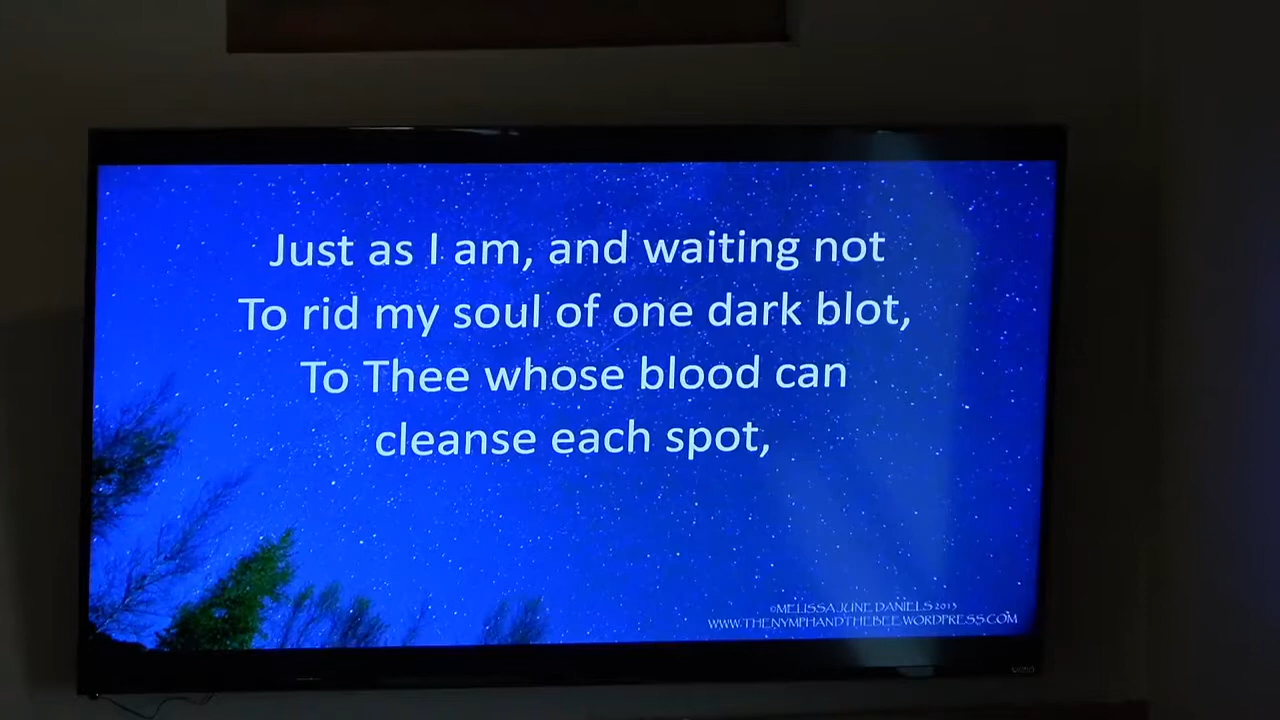 Just as I am, and waiting not
To rid my soul of one dark blot,
To Thee whose blood can
cleanse each spot,
©MELISSA JUNE DANIELS 2013
WWW.THENYMPHANDTHEBEE.WORDPRESS.COM